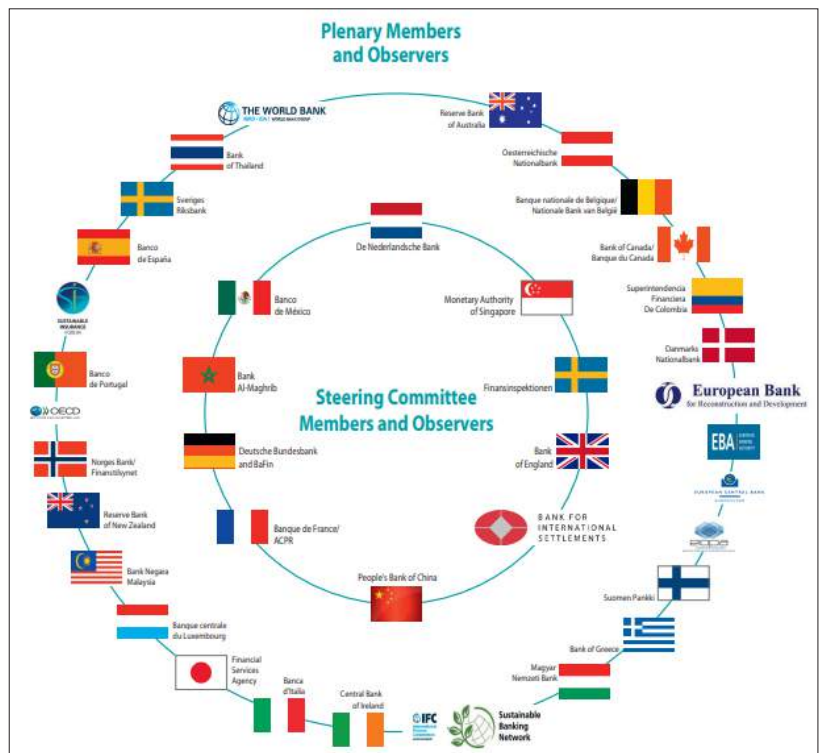 Plenary Members
and Observers
THE WORLD BANK
Reserve Bank
of Australia
Oesterreichische
Nationalbank
Banque nationale de Belgique/
Nationale Bank van België
Bank of Canada/
Banque du Canada
Superintendencia
Financiera
De Colombia
Danmarks
Nationalbank
European Bank
for Reconstruction and Development
EBA
EUROPEAN CENTRAL BANK
Suomen Pankki
Bank of Greece
Magyar
Nemzeti Bank
Sustainable
Banking
Network
IFC
Central Bank
of Ireland
Banca
d'Italia
Financial
Services
Agency
Banque centrale
du Luxembourg
Bank Negara
Malaysia
Reserve Bank
of New Zealand
Norges Bank/
Finanstilsynet
OECD
Banco
de Portugal
SUSTAINABLE
INSURANCE
FORUM
Banco
de España
Sveriges
Riksbank
Bank
of Thailand
Steering Committee
Members and Observers
De Nederlandsche Bank
Monetary Authority
of Singapore
Finansinspektionen
Bank
of England
BANK FOR
INTERNATIONAL
SETTLEMENTS
People's Bank of China
Banque de France/
ACPR
Deutsche Bundesbank
and BaFin
Bank
Al-Maghrib
Banco
de México